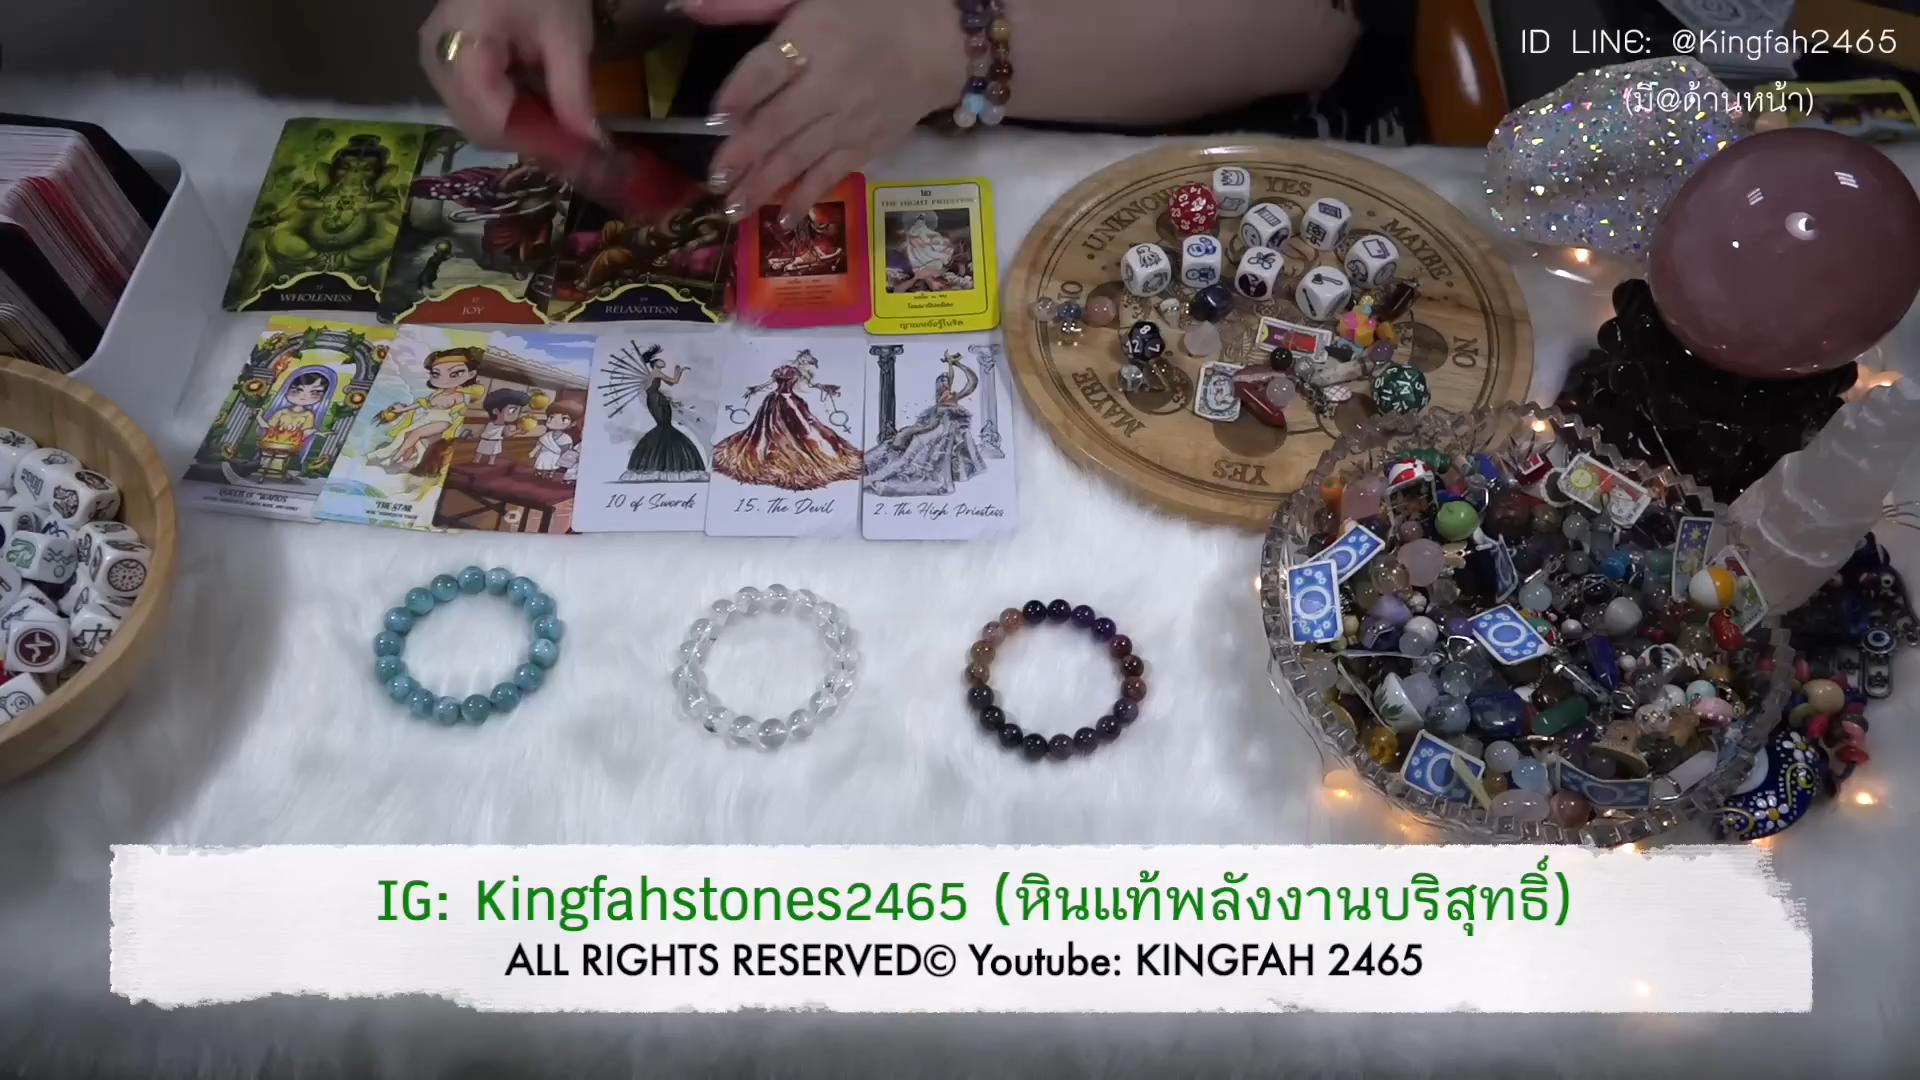 ID LINE: @Kingfah2465
(มี@ด้านหน้า)
WHOLENESS
JOY
RELAXATION
THE HIGHT PRIESTESS
QUEEN OF WANDS
THE STAR
10 of Swords
15. The Devil
2. The High Priestess
UNKNOWN
YES
MAYBE
NO
NO
MAYBE
YES
IG: Kingfahstones2465 (หินแท้พลังงานบริสุทธิ์)
ALL RIGHTS RESERVED© Youtube: KINGFAH 2465